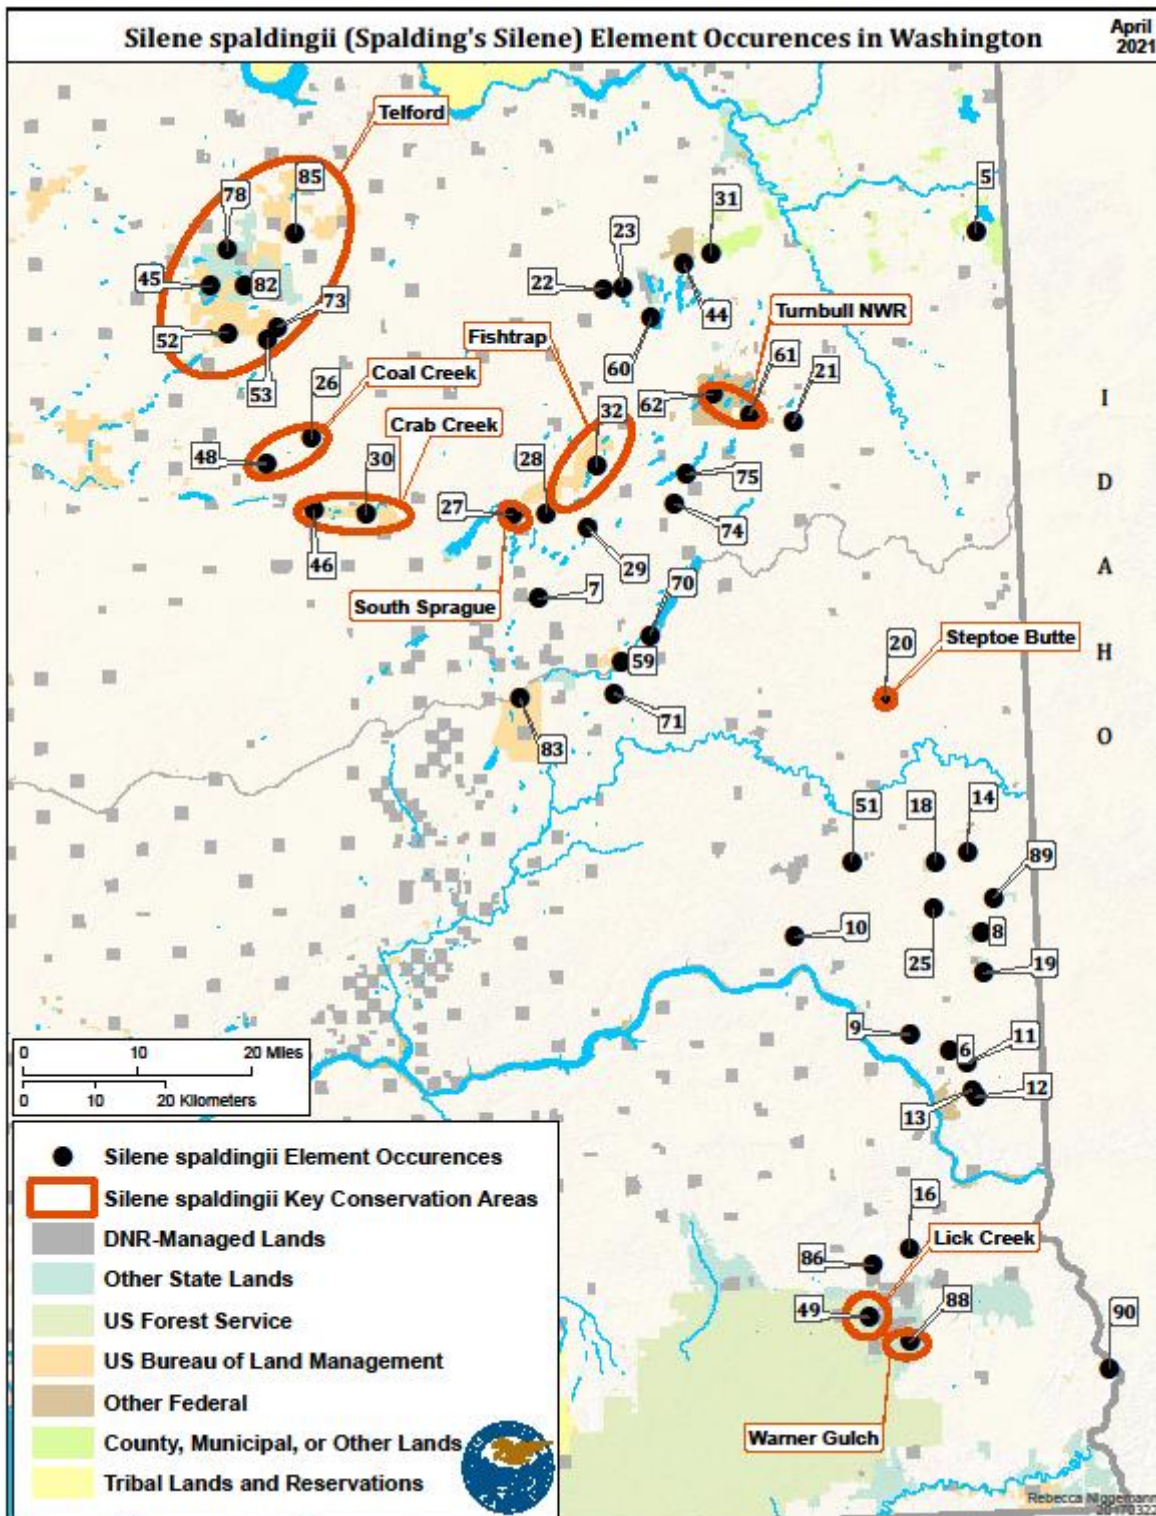 Silene spaldingii (Spalding's Silene) Element Occurences in Washington
April
2021
Telford
85
78
5
31
23
45
82
22
73
44
Turnbull NWR
52
Fishtrap
60
61
21
53
26
Coal Creek
62
32
Crab Creek
48
30
28
75
27
74
46
29
7
70
South Sprague
20
Steptoe Butte
59
71
83
I
D
A
H
O
51
18
14
89
10
8
25
19
9
11
6
12
13
0 10 20 Miles
0 10 20 Kilometers
16
Lick Creek
86
88
49
90
Warner Gulch
Silene spaldingii Element Occurences
Silene spaldingii Key Conservation Areas
DNR-Managed Lands
Other State Lands
US Forest Service
US Bureau of Land Management
Other Federal
County, Municipal, or Other Lands
Tribal Lands and Reservations
Rebecca Niggemann
20170322